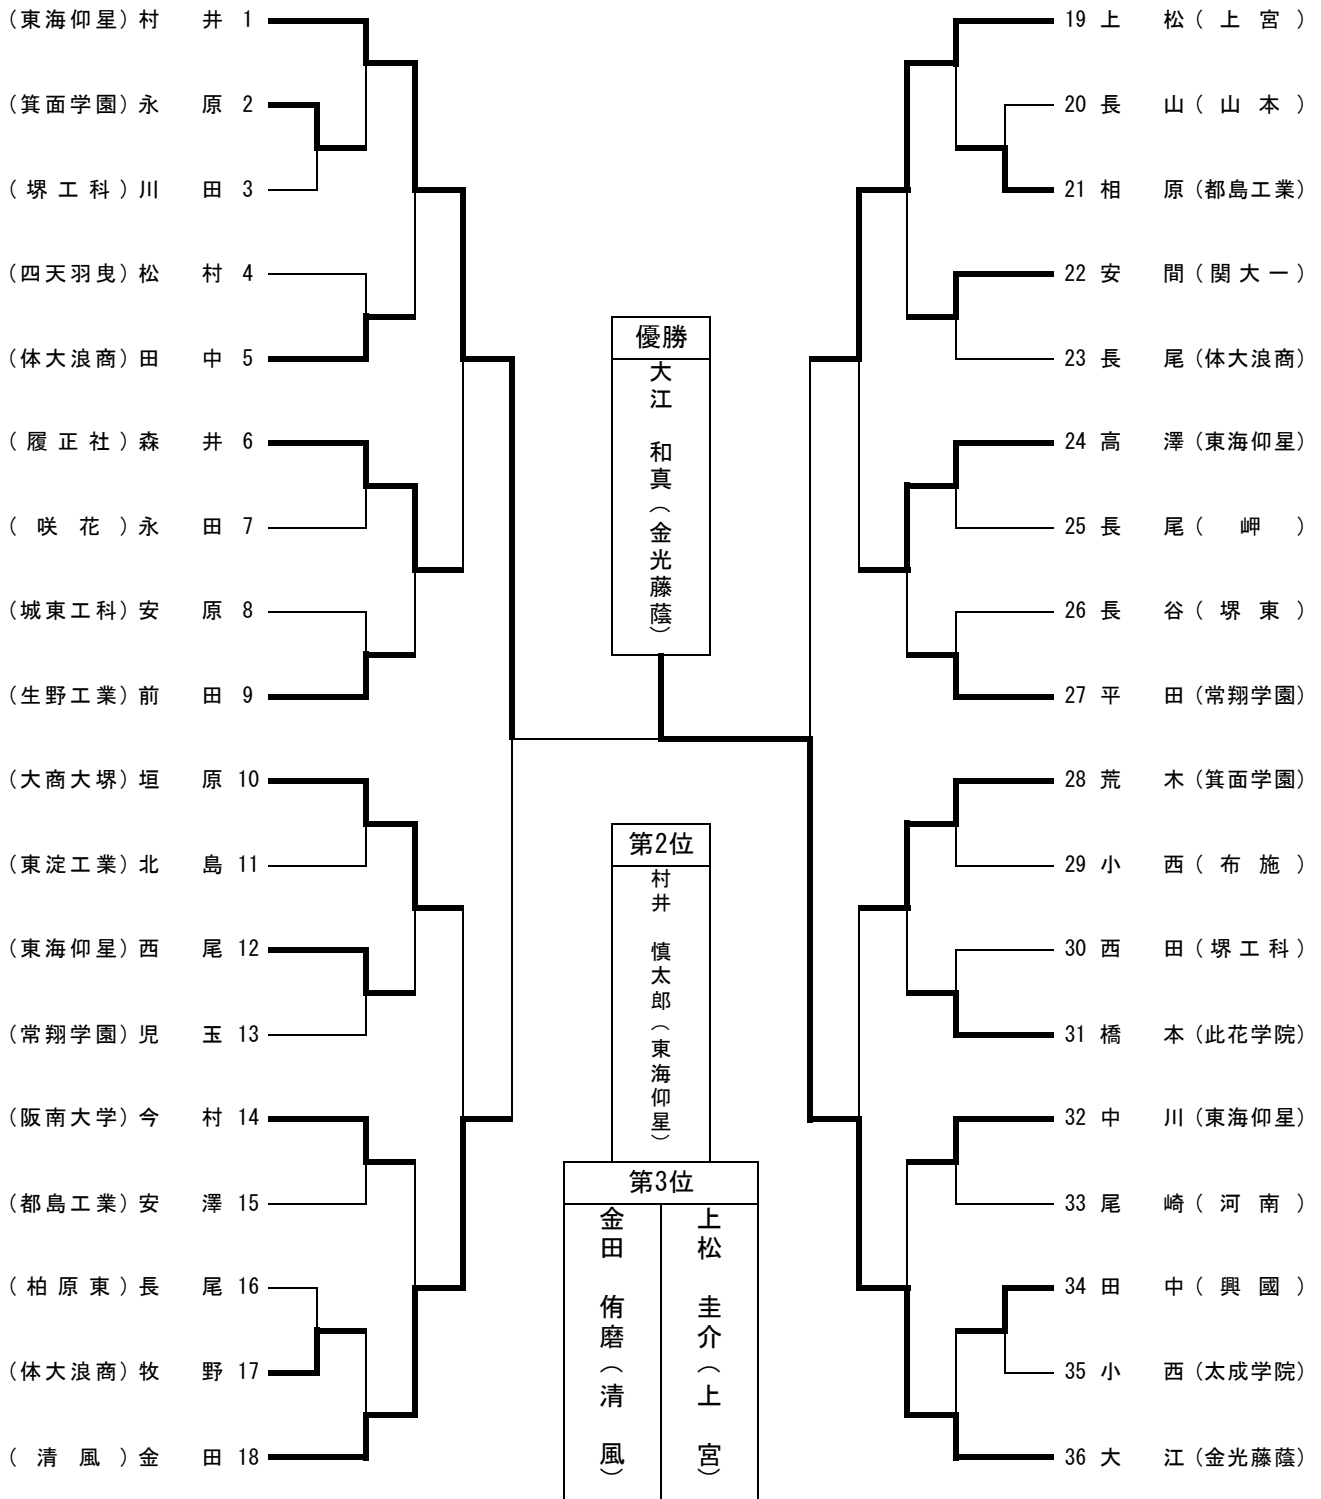 (東海仰星) 村 井 1
(箕面学園) 永 原 2
(堺工科) 川 田 3
(四天羽曳) 松 村 4
(体大浪商) 田 中 5
(履正社) 森 井 6
(咲花) 永 田 7
(城東工科) 安 原 8
(生野工業) 前 田 9
(大商大堺) 垣 原 10
(東淀工業) 北 島 11
(東海仰星) 西 尾 12
(常翔学園) 児 玉 13
(阪南大学) 今 村 14
(都島工業) 安 澤 15
(柏原東) 長 尾 16
(体大浪商) 牧 野 17
(清風) 金 田 18
優勝
大江 和真(金光藤蔭)
第2位
村井 慎太郎(東海仰星)
第3位
金田 侑磨(清 風)
上松 圭介(上 宮)
19 上 松 (上宮)
20 長 山 (山本)
21 相 原 (都島工業)
22 安 間 (関大一)
23 長 尾 (体大浪商)
24 高 澤 (東海仰星)
25 長 尾 (岬)
26 長 谷 (堺東)
27 平 田 (常翔学園)
28 荒 木 (箕面学園)
29 小 西 (布施)
30 西 田 (堺工科)
31 橋 本 (此花学院)
32 中 川 (東海仰星)
33 尾 崎 (河南)
34 田 中 (興國)
35 小 西 (太成学院)
36 大 江 (金光藤蔭)